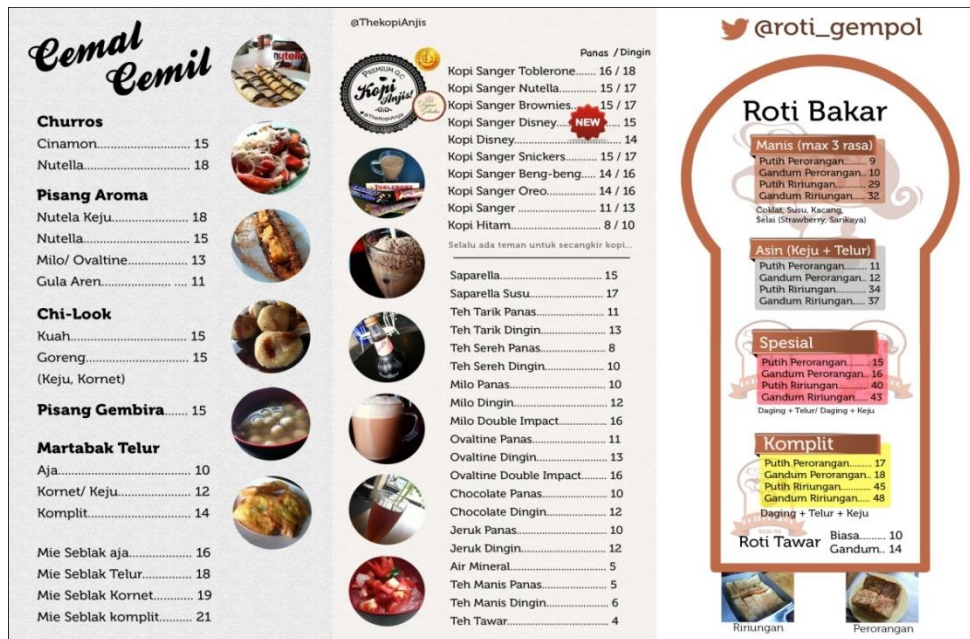 Cemal
Cemil
nutella
Churros
Cinamon.................... 15
Nutella...................... 18
Pisang Aroma
Nutela Keju................ 18
Nutella....................... 15
Milo/ Ovaltine............ 13
Gula Aren................... 11
Chi-Look
Kuah.......................... 15
Goreng....................... 15
(Keju, Kornet)
Pisang Gembira....... 15
Martabak Telur
Aja............................. 10
Kornet/ Keju.............. 12
Komplit...................... 14
Mie Seblak aja................ 16
Mie Seblak Telur............. 18
Mie Seblak Kornet.......... 19
Mie Seblak komplit......... 21
@ThekopiAnjis
PREMIUM Q.C
Kopi
Anjis!
@TheKopiAnjis
Panas / Dingin
Kopi Sanger Toblerone...... 16 / 18
Kopi Sanger Nutella........... 15 / 17
Kopi Sanger Brownies........ 15 / 17
Kopi Sanger Disney............ 15
NEW
Kopi Disney........................ 14
Kopi Sanger Snickers.......... 15 / 17
Kopi Sanger Beng-beng..... 14 / 16
Kopi Sanger Oreo............... 14 / 16
Kopi Sanger ....................... 11 / 13
Kopi Hitam.......................... 8 / 10
Selalu ada teman untuk secangkir kopi...
TOBLERONE
Saparella............................. 15
Saparella Susu.................... 17
Teh Tarik Panas.................. 11
Teh Tarik Dingin................. 13
Teh Sereh Panas................. 8
Teh Sereh Dingin................ 10
Milo Panas.......................... 10
Milo Dingin......................... 12
Milo Double Impact............ 16
Ovaltine Panas.................... 11
Ovaltine Dingin................... 13
Ovaltine Double Impact...... 16
Chocolate Panas................. 10
Chocolate Dingin................ 12
Jeruk Panas........................ 10
Jeruk Dingin....................... 12
Air Mineral.......................... 5
Teh Manis Panas................. 5
Teh Manis Dingin................ 6
Teh Tawar........................... 4
@roti_gempol
Roti Bakar
Manis (max 3 rasa)
Putih Perorangan........ 9
Gandum Perorangan.. 10
Putih Ririungan........... 29
Gandum Ririungan..... 32
Coklat, Susu, Kacang,
Selai (Strawberry, Sarikaya)
Asin (Keju + Telur)
Putih Perorangan........ 11
Gandum Perorangan.. 12
Putih Ririungan........... 34
Gandum Ririungan..... 37
Spesial
Putih Perorangan........ 15
Gandum Perorangan.. 16
Putih Ririungan........... 40
Gandum Ririungan..... 43
Daging + Telur/ Daging + Keju
Komplit
Putih Perorangan......... 17
Gandum Perorangan.. 18
Putih Ririungan............ 45
Gandum Ririungan...... 48
Daging + Telur + Keju
Roti Tawar
Biasa......... 10
Gandum.. 14
Ririungan
Perorangan